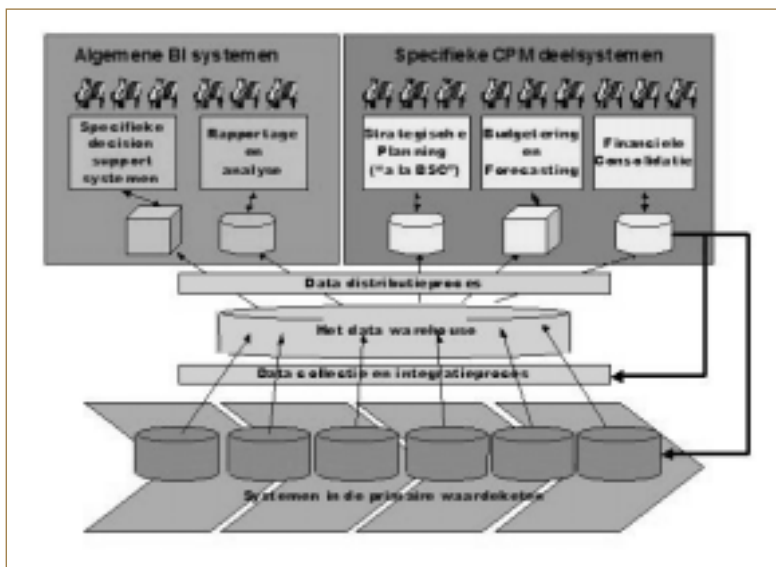 Algemene BI systemen
Specifieke CPM deelsystemen
Specifieke
decision
support
systemen
Rapportage
en
analyse
Strategische
Planning
("a la BSC")
Budgetering
en
Forecasting
Financiele
Consolidatie
Data distributieproces
Het data warehouse
Data collectie en integratieproces
Systemen in de primaire waardeketen